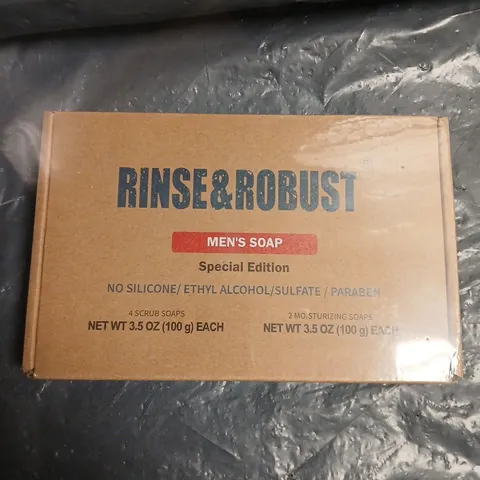 RINSE&ROBUST
MEN'S SOAP
Special Edition
NO SILICONE/ ETHYL ALCOHOL/SULFATE / PARABEN
4 SCRUB SOAPS
NET WT 3.5 OZ (100 g) EACH
2 MOISTURIZING SOAPS
NET WT 3.5 OZ (100 g) EACH